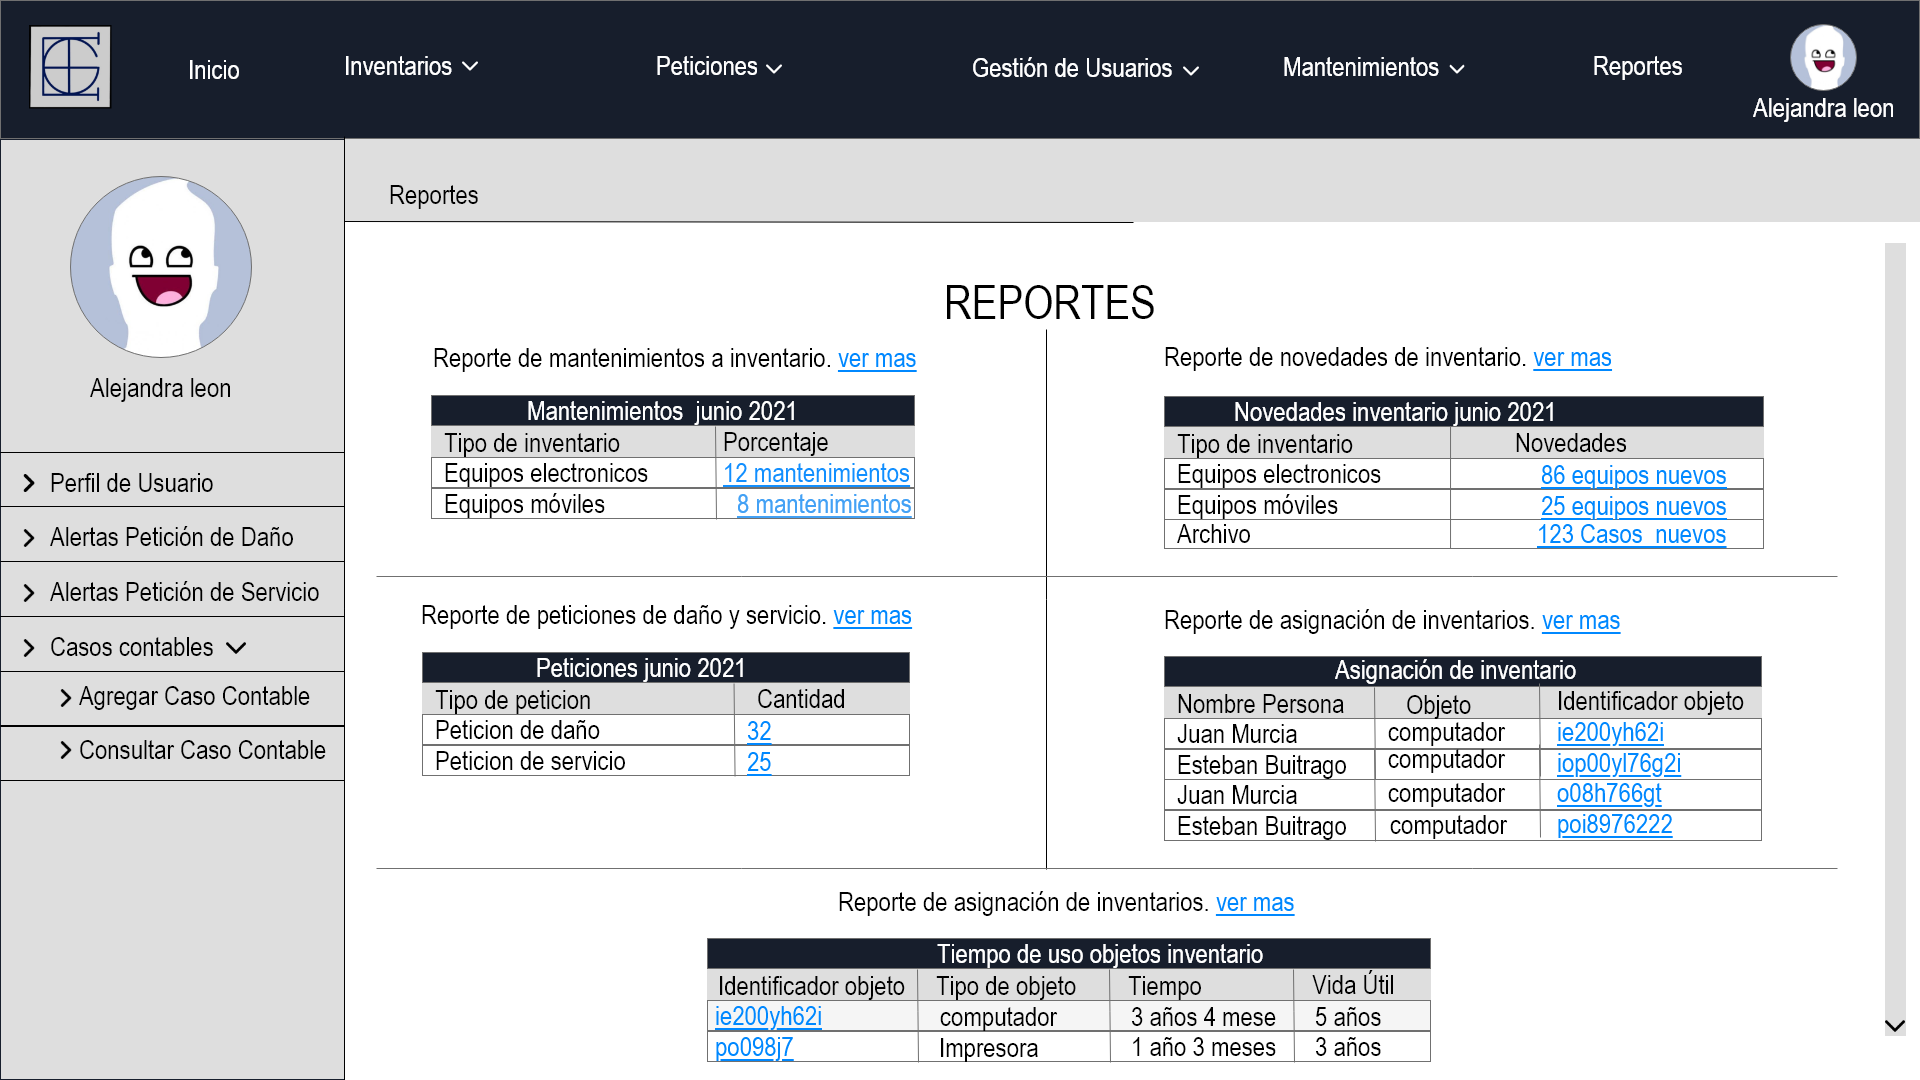 Inicio
Inventarios
Peticiones
Gestión de Usuarios
Mantenimientos
Reportes
Alejandra leon
Alejandra leon
Perfil de Usuario
Alertas Petición de Daño
Alertas Petición de Servicio
Casos contables
Agregar Caso Contable
Consultar Caso Contable
Reportes
REPORTES
Reporte de mantenimientos a inventario. ver mas
Mantenimientos junio 2021
Tipo de inventario Porcentaje
Equipos electronicos 12 mantenimientos
Equipos móviles 8 mantenimientos
Reporte de novedades de inventario. ver mas
Novedades inventario junio 2021
Tipo de inventario Novedades
Equipos electronicos 86 equipos nuevos
Equipos móviles 25 equipos nuevos
Archivo 123 Casos nuevos
Reporte de peticiones de daño y servicio. ver mas
Peticiones junio 2021
Tipo de peticion Cantidad
Peticion de daño 32
Peticion de servicio 25
Reporte de asignación de inventarios. ver mas
Asignación de inventario
Nombre Persona Objeto Identificador objeto
Juan Murcia computador ie200yh62i
Esteban Buitrago computador iop00yl76g2i
Juan Murcia computador o08h766gt
Esteban Buitrago computador poi8976222
Reporte de asignación de inventarios. ver mas
Tiempo de uso objetos inventario
Identificador objeto Tipo de objeto Tiempo Vida Útil
ie200yh62i computador 3 años 4 mese 5 años
po098j7 Impresora 1 año 3 meses 3 años